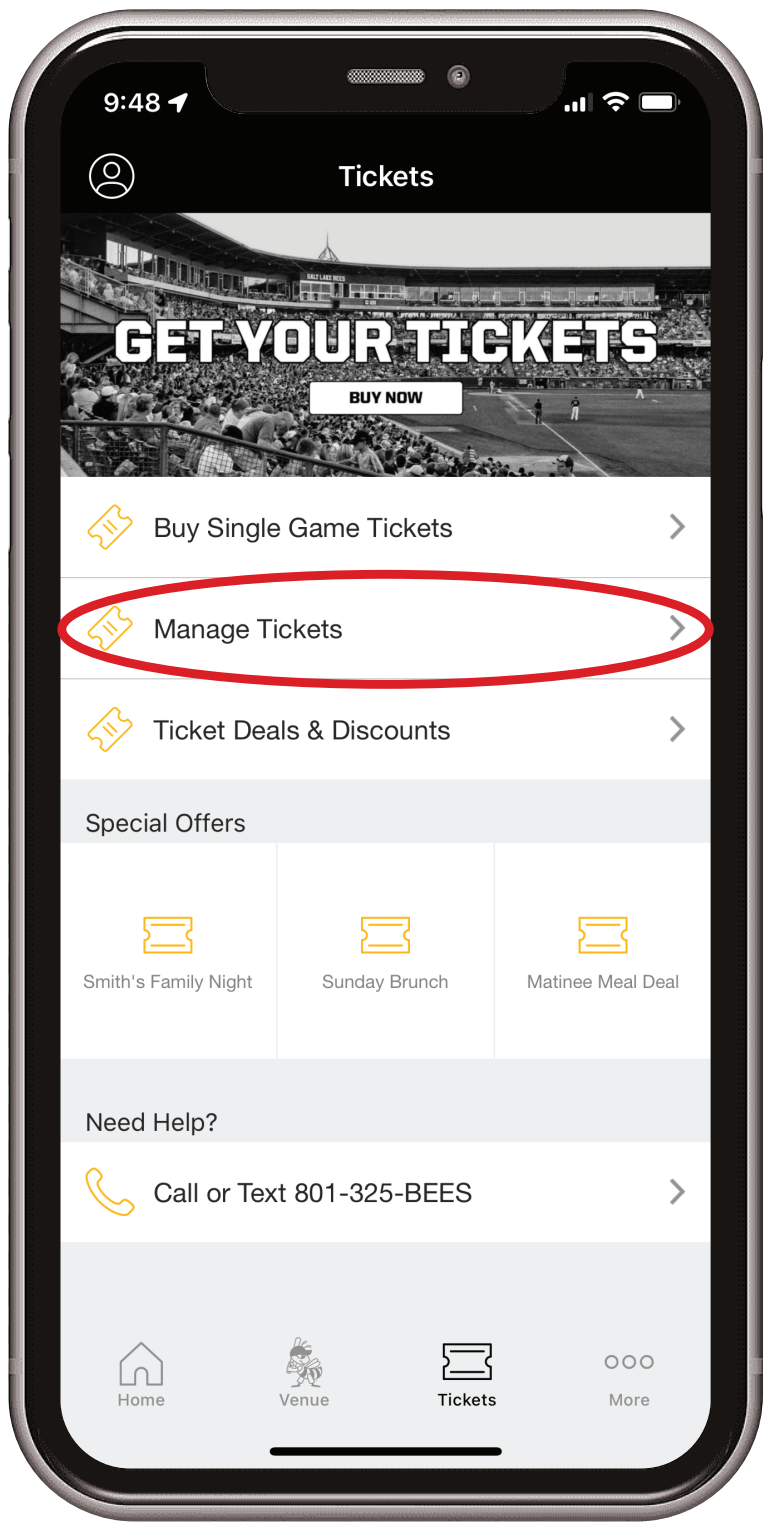 9:48
Tickets
SALT LAKE BEES
GET YOUR TICKETS
BUY NOW
Buy Single Game Tickets
Manage Tickets
Ticket Deals & Discounts
Special Offers
Smith's Family Night
Sunday Brunch
Matinee Meal Deal
Need Help?
Call or Text 801-325-BEES
Home
Venue
Tickets
More